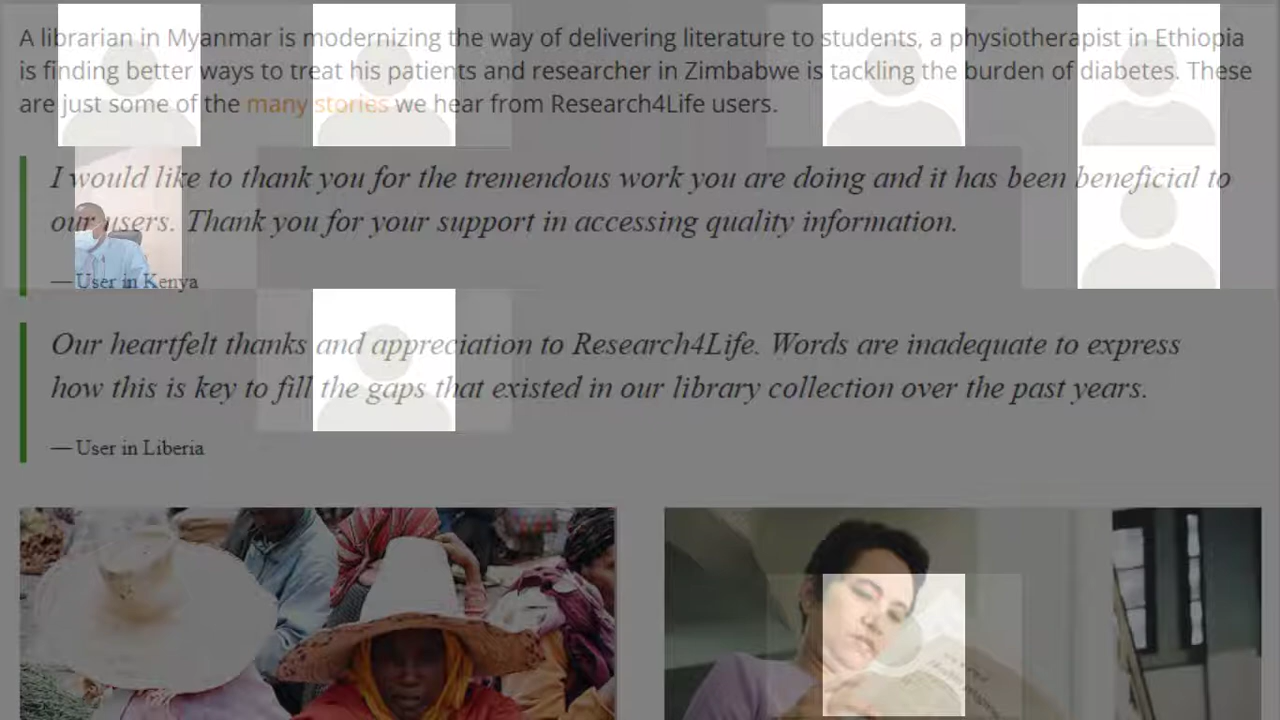 A librarian in Myanmar is modernizing the way of delivering literature to students, a physiotherapist in Ethiopia
is finding better ways to treat his patients and researcher in Zimbabwe is tackling the burden of diabetes. These
are just some of the many stories we hear from Research4Life users.
I would like to thank you for the tremendous work you are doing and it has been beneficial to
our users. Thank you for your support in accessing quality information.
— User in Kenya
Our heartfelt thanks and appreciation to Research4Life. Words are inadequate to express
how this is key to fill the gaps that existed in our library collection over the past years.
— User in Liberia